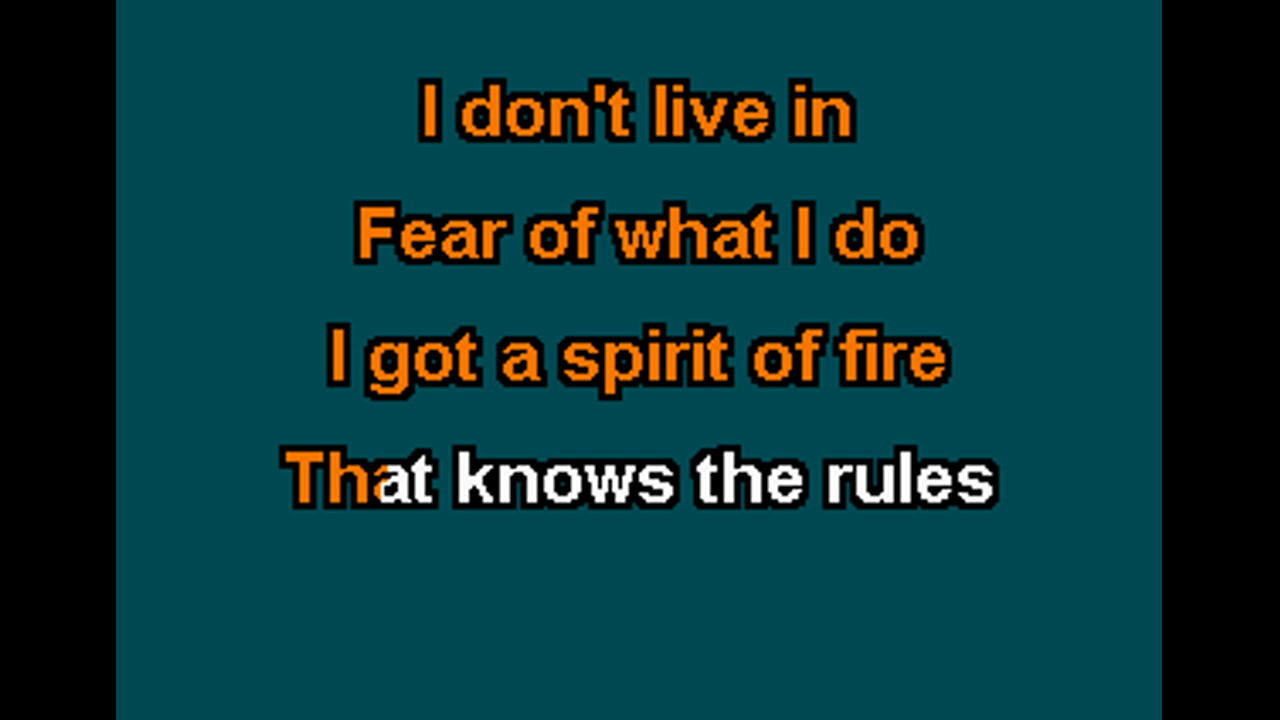 I don't live in
Fear of what I do
I got a spirit of fire
That knows the rules